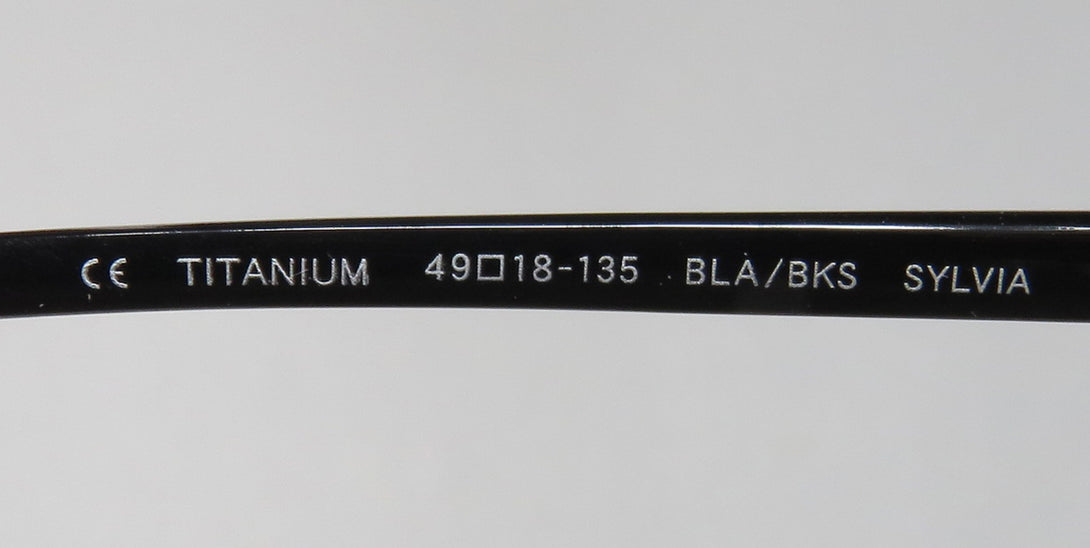 CE TITANIUM 49□18-135 BLA/BKS SYLVIA